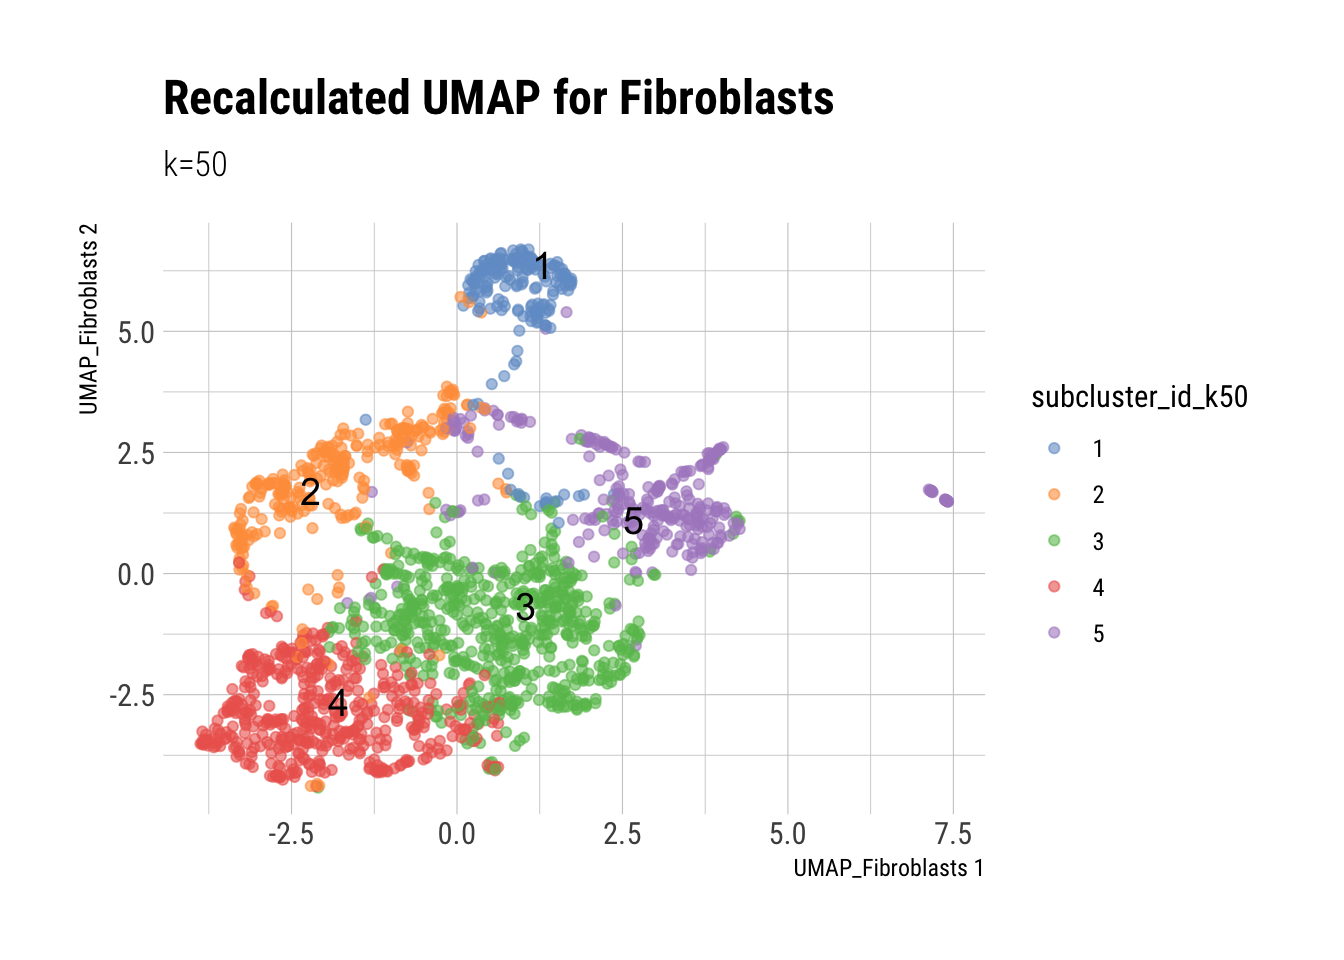 Recalculated UMAP for Fibroblasts
k=50
UMAP_Fibroblasts 2
5.0
2.5
0.0
-2.5
1
2
5
3
4
-2.5 0.0 2.5 5.0 7.5
UMAP_Fibroblasts 1
subcluster_id_k50
1
2
3
4
5